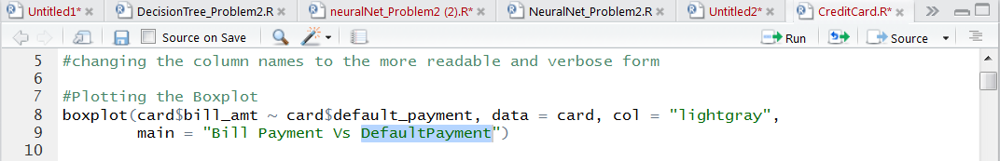 Untitled1* DecisionTree_Problem2.R neuralNet_Problem2 (2).R* NeuralNet_Problem2.R Untitled2* CreditCard.R*
Source on Save Run Source
5 #changing the column names to the more readable and verbose form
6
7 #Plotting the Boxplot
8 boxplot(card$bill_amt ~ card$default_payment, data = card, col = "lightgray",
9 main = "Bill Payment Vs DefaultPayment")
10